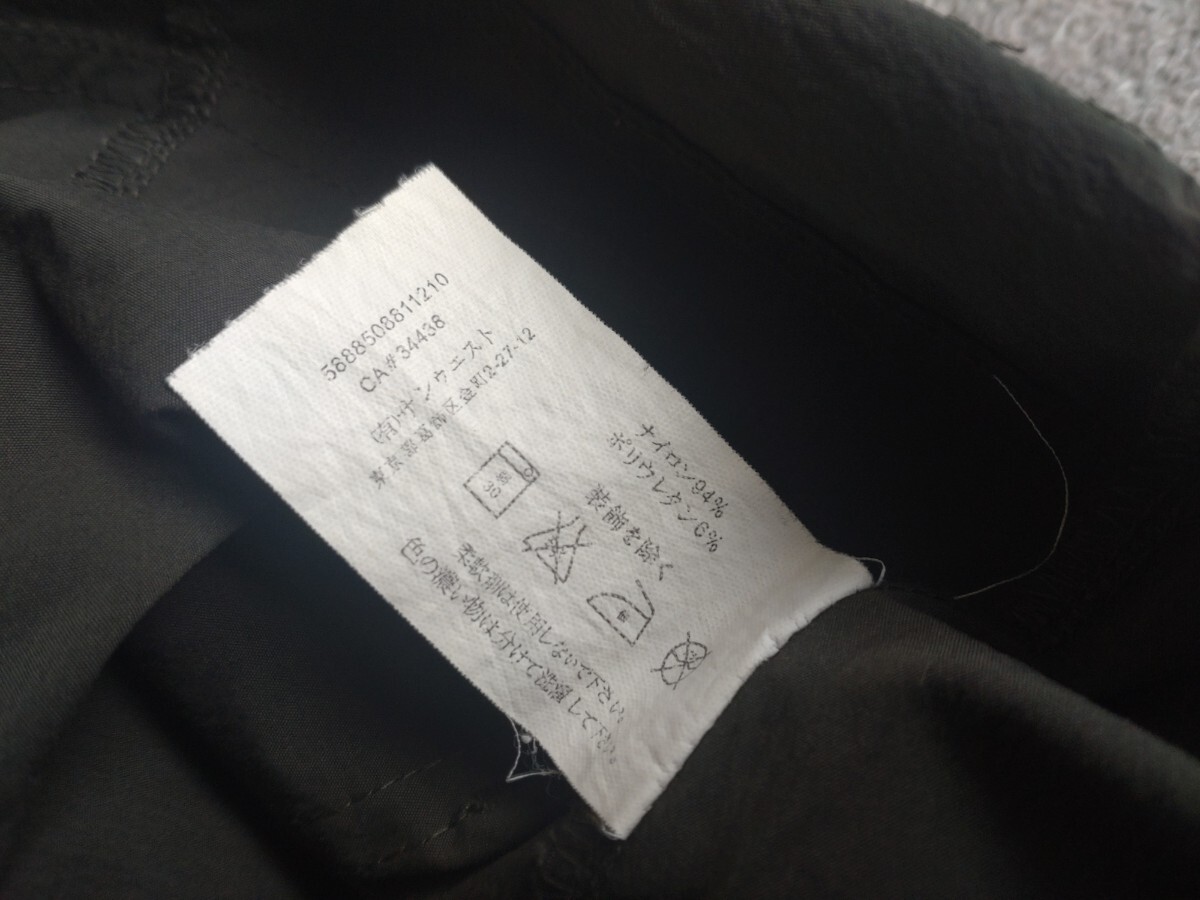 ナイロン94%
ポリウレタン6%
装飾を除く
30
柔軟剤は使用しないで下さい。
色の濃い物は分けて洗濯して下さい。
5888508811210
CA#34438
(有)サンウエスト
東京都葛飾区金町2-27-12